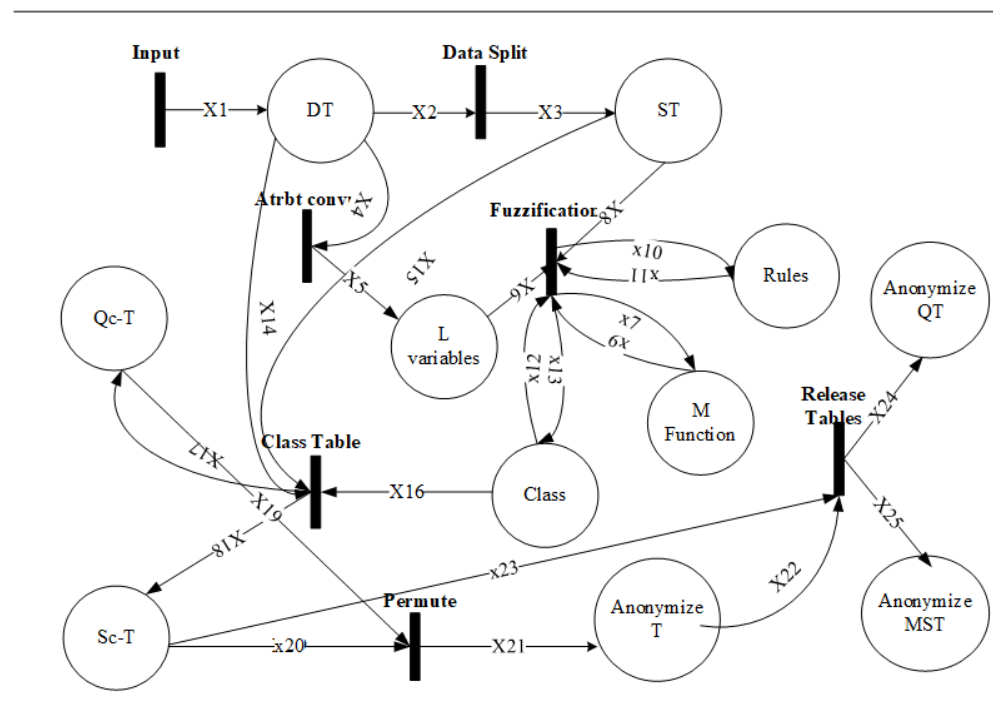 Input
Data Split
X1
DT
X2
X3
ST
Atrbt conv
X4
Fuzzification
X8
x10
x11
Rules
Anonymize
QT
X14
X15
X5
Qc-T
L
variables
X9
x7
x6
x12
x13
M
Function
Release
Tables
X24
Class Table
X17
X16
Class
X19
X18
X25
x23
X22
Permute
Anonymize
T
Anonymize
MST
Sc-T
x20
X21